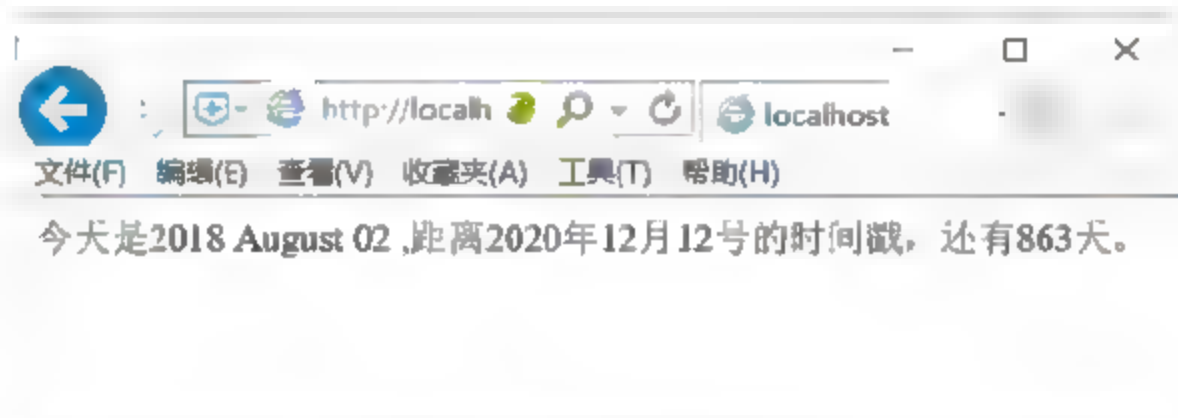 http://localh localhost
文件(F) 编辑(E) 查看(V) 收藏夹(A) 工具(T) 帮助(H)
今天是2018 August 02 ,距离2020年12月12号的时间戳，还有863天。